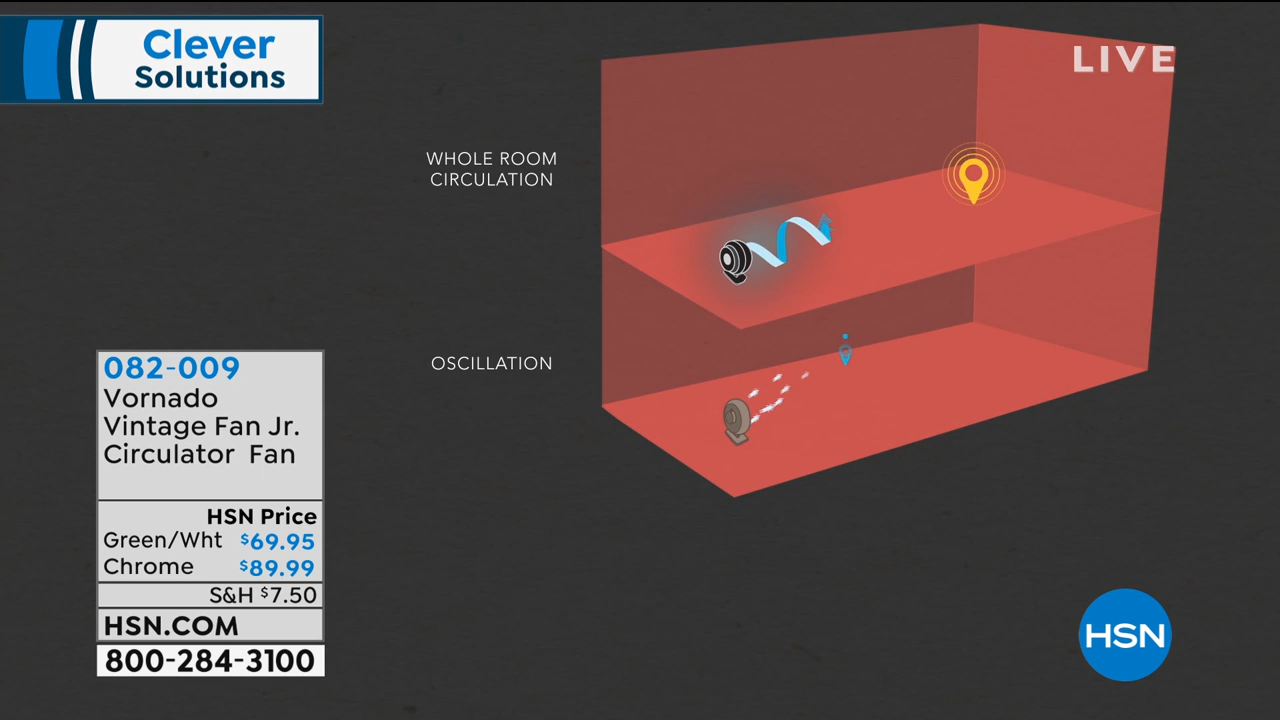 Clever
Solutions
LIVE
WHOLE ROOM
CIRCULATION
OSCILLATION
082-009
Vornado
Vintage Fan Jr.
Circulator Fan
HSN Price
Green/Wht $69.95
Chrome $89.99
S&H $7.50
HSN.COM
800-284-3100
HSN